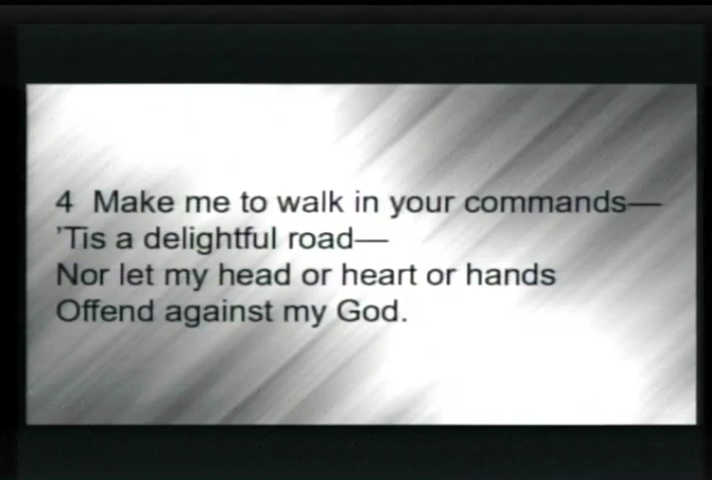 4 Make me to walk in your commands—
'Tis a delightful road—
Nor let my head or heart or hands
Offend against my God.